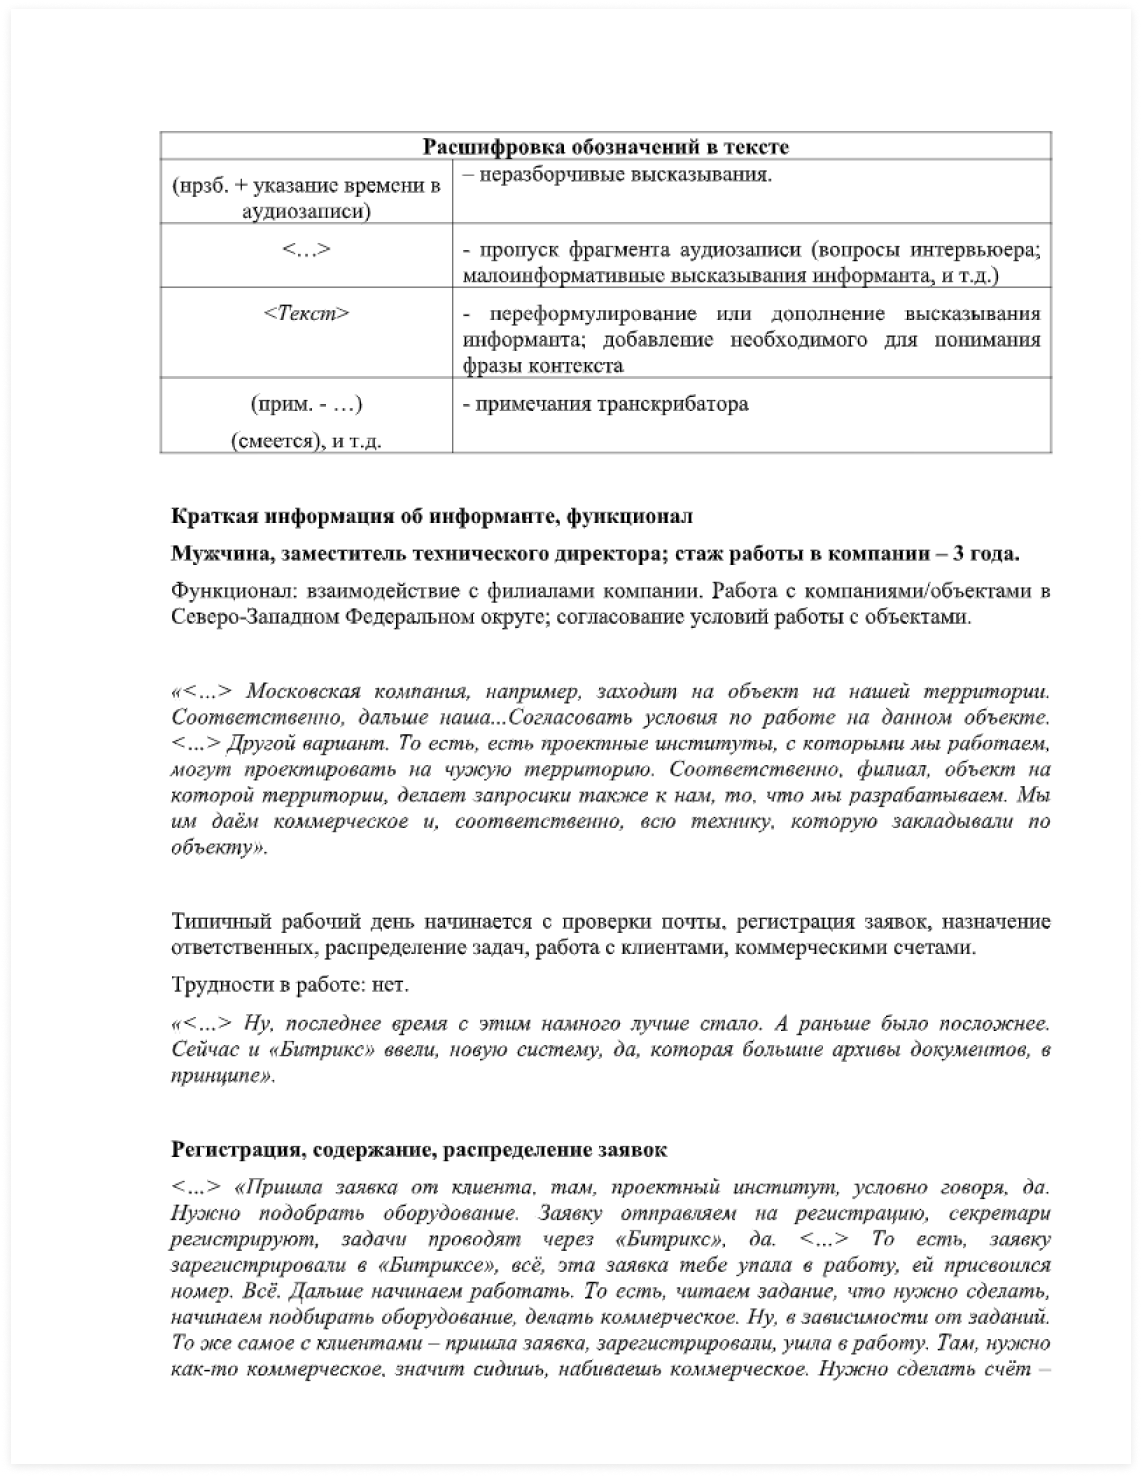 Расшифровка обозначений в тексте
(нрзб. + указание времени в
аудиозаписи)
– неразборчивые высказывания.
<…>
- пропуск фрагмента аудиозаписи (вопросы интервьюера;
малоинформативные высказывания информанта, и т.д.)
<Текст>
- переформулирование или дополнение высказывания
информанта; добавление необходимого для понимания
фразы контекста
(прим. - …)
(смеется), и т.д.
- примечания транскрибатора
Краткая информация об информанте, функционал
Мужчина, заместитель технического директора; стаж работы в компании – 3 года.
Функционал: взаимодействие с филиалами компании. Работа с компаниями/объектами в
Северо-Западном Федеральном округе; согласование условий работы с объектами.
«<…> Московская компания, например, заходит на объект на нашей территории.
Соответственно, дальше наша...Согласовать условия по работе на данном объекте.
<…> Другой вариант. То есть, есть проектные институты, с которыми мы работаем,
могут проектировать на чужую территорию. Соответственно, филиал, объект на
которой территории, делает запросики также к нам, то, что мы разрабатываем. Мы
им даём коммерческое и, соответственно, всю технику, которую закладывали по
объекту».
Типичный рабочий день начинается с проверки почты, регистрация заявок, назначение
ответственных, распределение задач, работа с клиентами, коммерческими счетами.
Трудности в работе: нет.
«<…> Ну, последнее время с этим намного лучше стало. А раньше было посложнее.
Сейчас и «Битрикс» ввели, новую систему, да, которая большие архивы документов, в
принципе».
Регистрация, содержание, распределение заявок
<…> «Пришла заявка от клиента, там, проектный институт, условно говоря, да.
Нужно подобрать оборудование. Заявку отправляем на регистрацию, секретари
регистрируют, задачи проводят через «Битрикс», да. <…> То есть, заявку
зарегистрировали в «Битриксе», всё, эта заявка тебе упала в работу, ей присвоился
номер. Всё. Дальше начинаем работать. То есть, читаем задание, что нужно сделать,
начинаем подбирать оборудование, делать коммерческое. Ну, в зависимости от заданий.
То же самое с клиентами – пришла заявка, зарегистрировали, ушла в работу. Там, нужно
как-то коммерческое, значит сидишь, набиваешь коммерческое. Нужно сделать счёт –